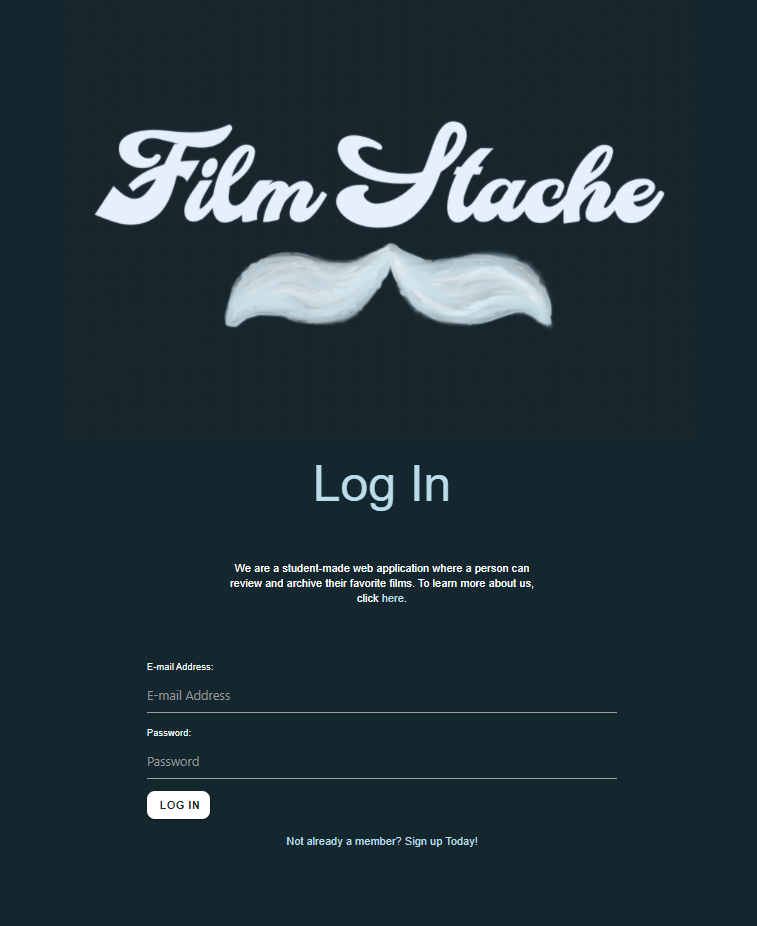 Film Stache
Log In
We are a student-made web application where a person can
review and archive their favorite films. To learn more about us,
click here.
E-mail Address:
E-mail Address
Password:
Password
LOG IN
Not already a member? Sign up Today!